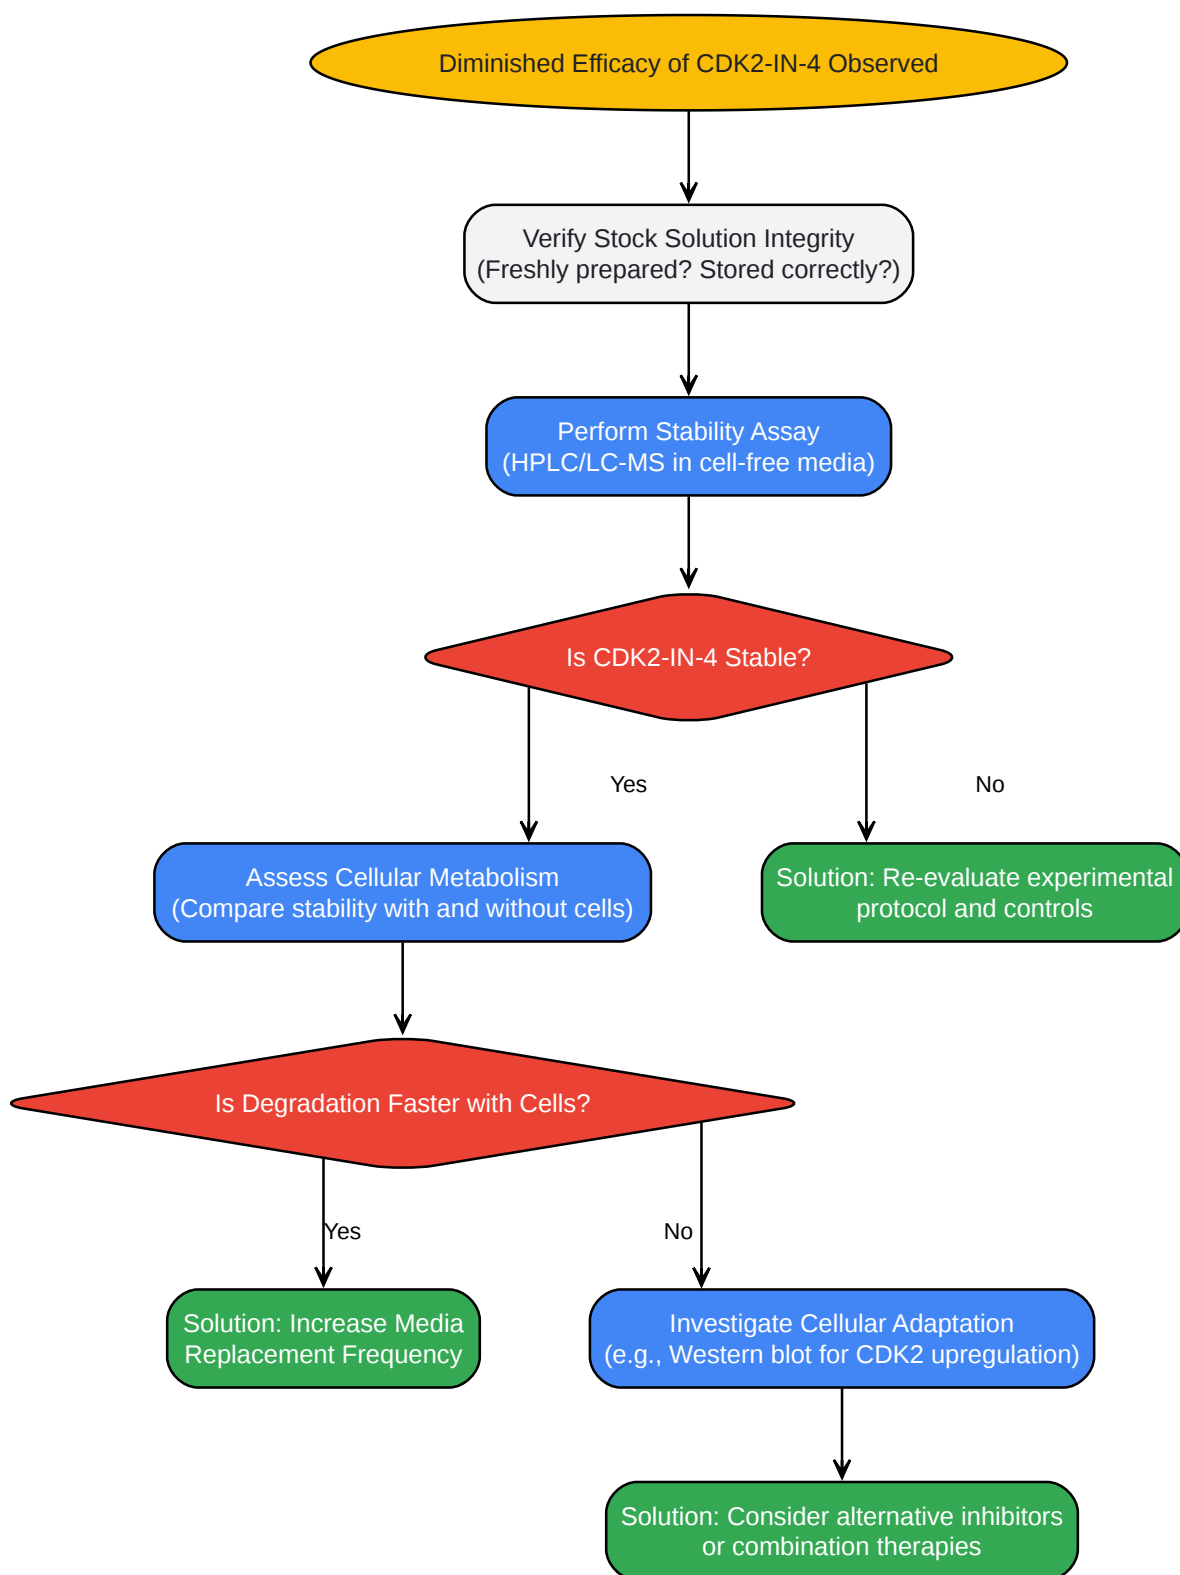 Diminished Efficacy of CDK2-IN-4 Observed
Verify Stock Solution Integrity
(Freshly prepared? Stored correctly?)
Perform Stability Assay
(HPLC/LC-MS in cell-free media)
Is CDK2-IN-4 Stable?
Yes
No
Assess Cellular Metabolism
(Compare stability with and without cells)
Solution: Re-evaluate experimental
protocol and controls
Is Degradation Faster with Cells?
Yes
No
Solution: Increase Media
Replacement Frequency
Investigate Cellular Adaptation
(e.g., Western blot for CDK2 upregulation)
Solution: Consider alternative inhibitors
or combination therapies